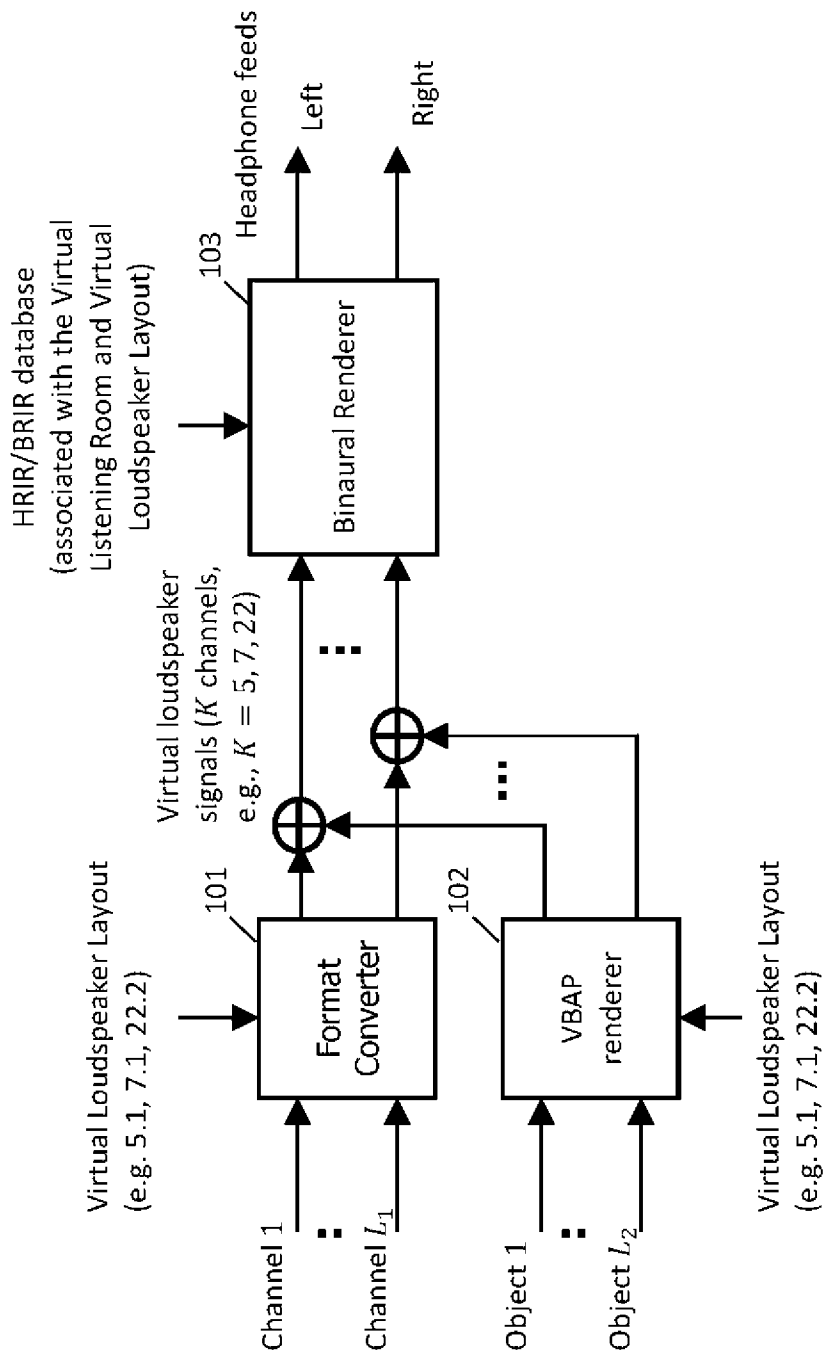 Channel 1
Channel L₁
Object 1
Object L₂
Virtual Loudspeaker Layout
(e.g. 5.1, 7.1, 22.2)
101
Format
Converter
102
VBAP
renderer
Virtual Loudspeaker Layout
(e.g. 5.1, 7.1, 22.2)
Virtual loudspeaker
signals (K channels,
e.g., K = 5, 7, 22)
HRIR/BRIR database
(associated with the Virtual
Listening Room and Virtual
Loudspeaker Layout)
103
Binaural Renderer
Headphone feeds
Left
Right